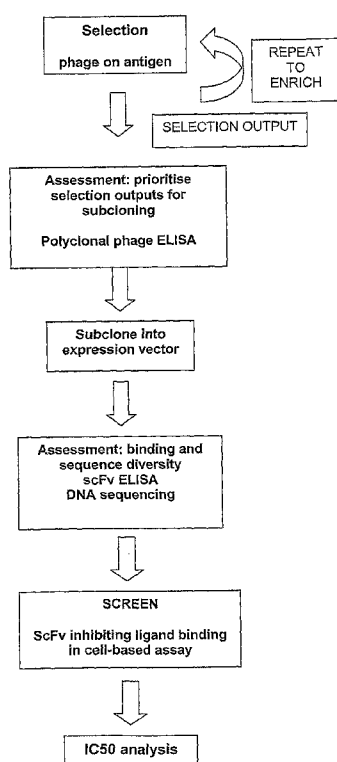 Selection
phage on antigen
REPEAT
TO
ENRICH
SELECTION OUTPUT
Assessment: prioritise
selection outputs for
subcloning
Polyclonal phage ELISA
Subclone into
expression vector
Assessment: binding and
sequence diversity
scFv ELISA
DNA sequencing
SCREEN
ScFv inhibiting ligand binding
in cell-based assay
IC50 analysis